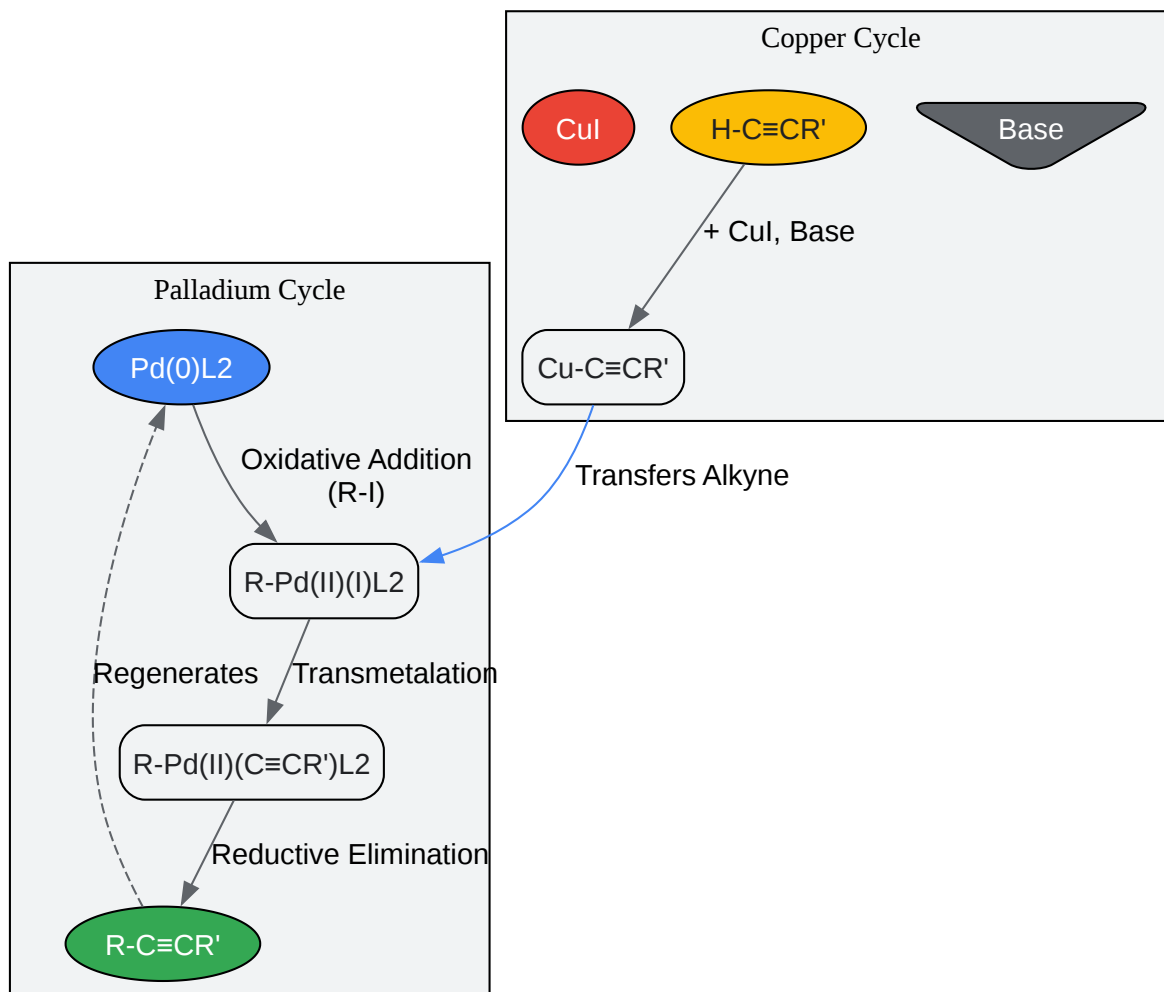 Copper Cycle
CuI
H-C≡CR'
Base
+ CuI, Base
Cu-C≡CR'
Transfers Alkyne
Palladium Cycle
Pd(0)L2
Oxidative Addition
(R-I)
R-Pd(II)(I)L2
Regenerates
Transmetalation
R-Pd(II)(C≡CR')L2
Reductive Elimination
R-C≡CR'